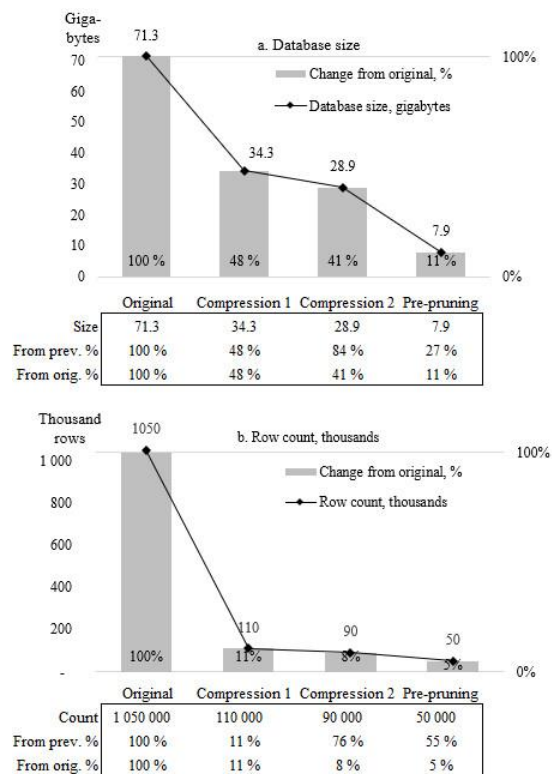 Giga-
bytes
a. Database size
71.3
70
100%
Change from original, %
60
Database size, gigabytes
50
40
34.3
30
28.9
20
10
7.9
100 %
48 %
41 %
11 %
0
0%
Original Compression 1 Compression 2 Pre-pruning
Size 71.3 34.3 28.9 7.9
From prev. % 100 % 48 % 84 % 27 %
From orig. % 100 % 48 % 41 % 11 %
Thousand
rows
1050
b. Row count, thousands
1 000
100%
Change from original, %
800
Row count, thousands
600
400
200
110
90
50
100%
11%
8%
5%
-
0%
Original Compression 1 Compression 2 Pre-pruning
Count 1 050 000 110 000 90 000 50 000
From prev. % 100 % 11 % 76 % 55 %
From orig. % 100 % 11 % 8 % 5 %